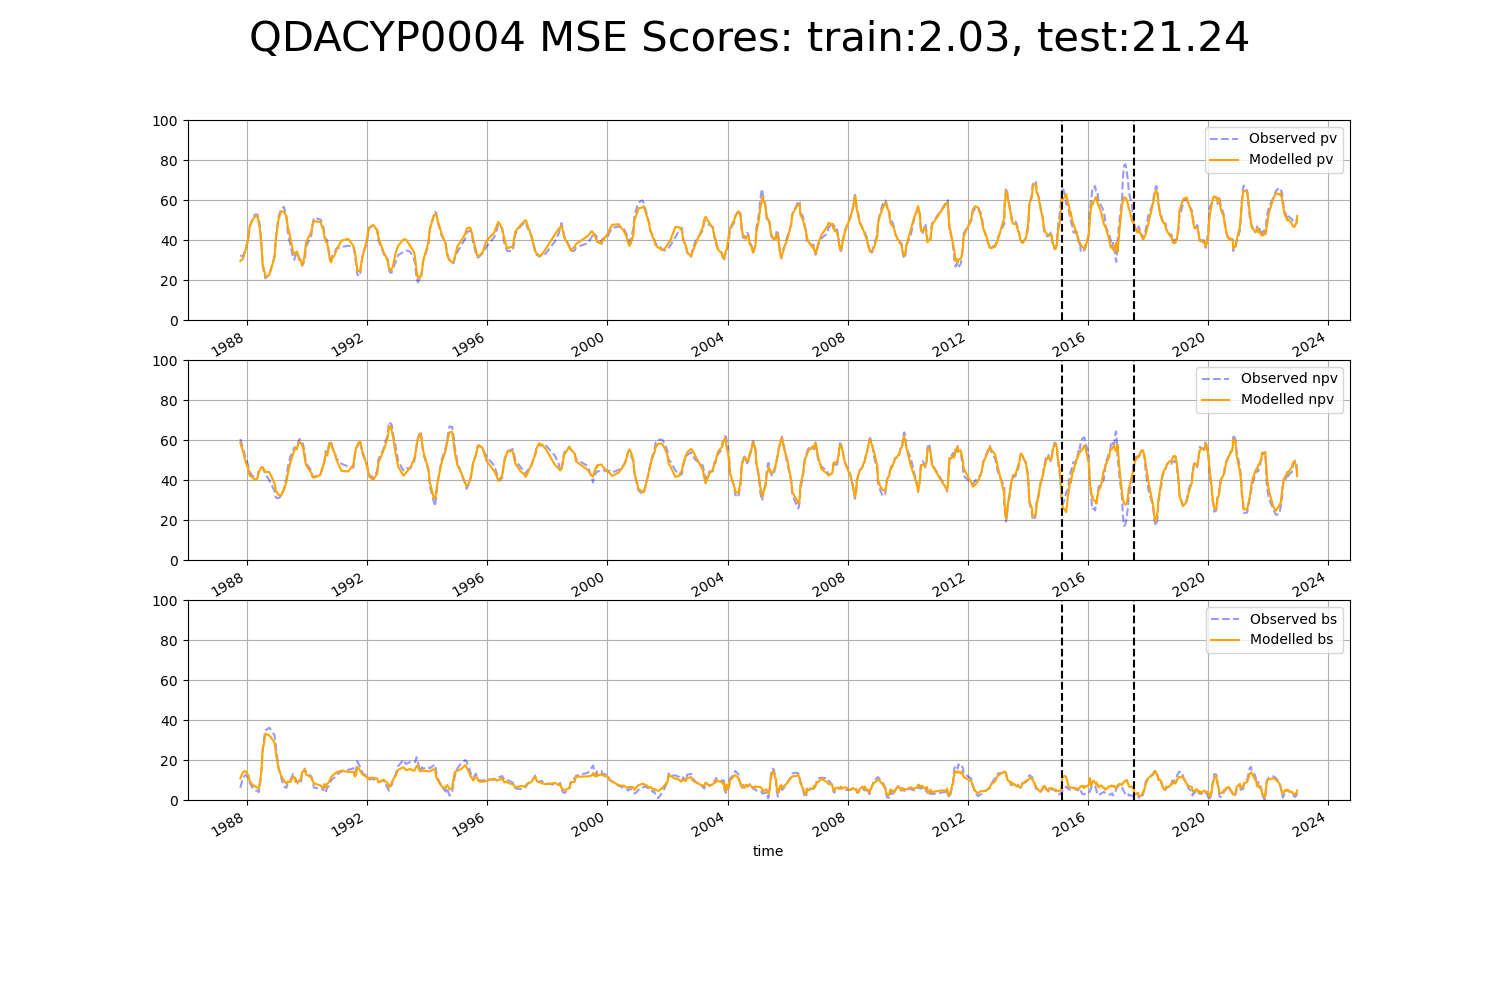 QDACYP0004 MSE Scores: train:2.03, test:21.24
100
80
60
40
20
0
Observed pv
Modelled pv
1988 1992 1996 2000 2004 2008 2012 2016 2020 2024
100
80
60
40
20
0
Observed npv
Modelled npv
1988 1992 1996 2000 2004 2008 2012 2016 2020 2024
100
80
60
40
20
0
Observed bs
Modelled bs
1988 1992 1996 2000 2004 2008 2012 2016 2020 2024
time